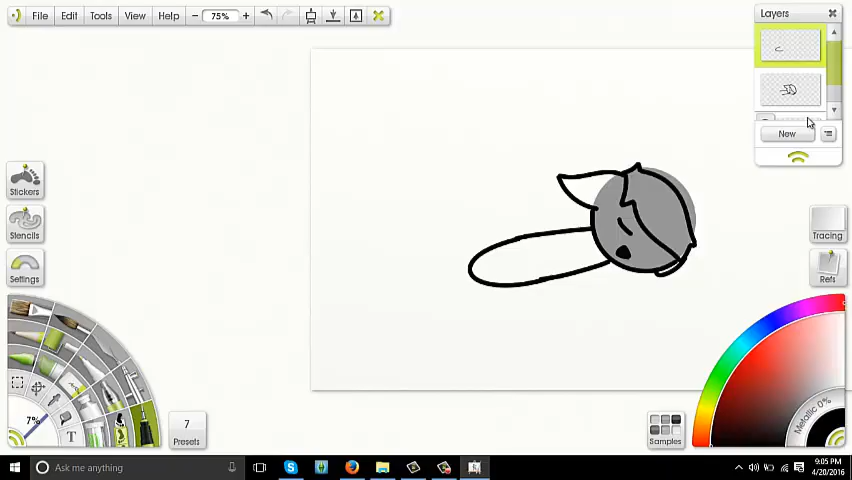 File Edit Tools View Help 75%
Layers
New
Stickers
Stencils
Settings
Tracing
Refs
7%
T
7
Presets
Samples
Metallic 0%
Ask me anything
9:05 PM
4/20/2016